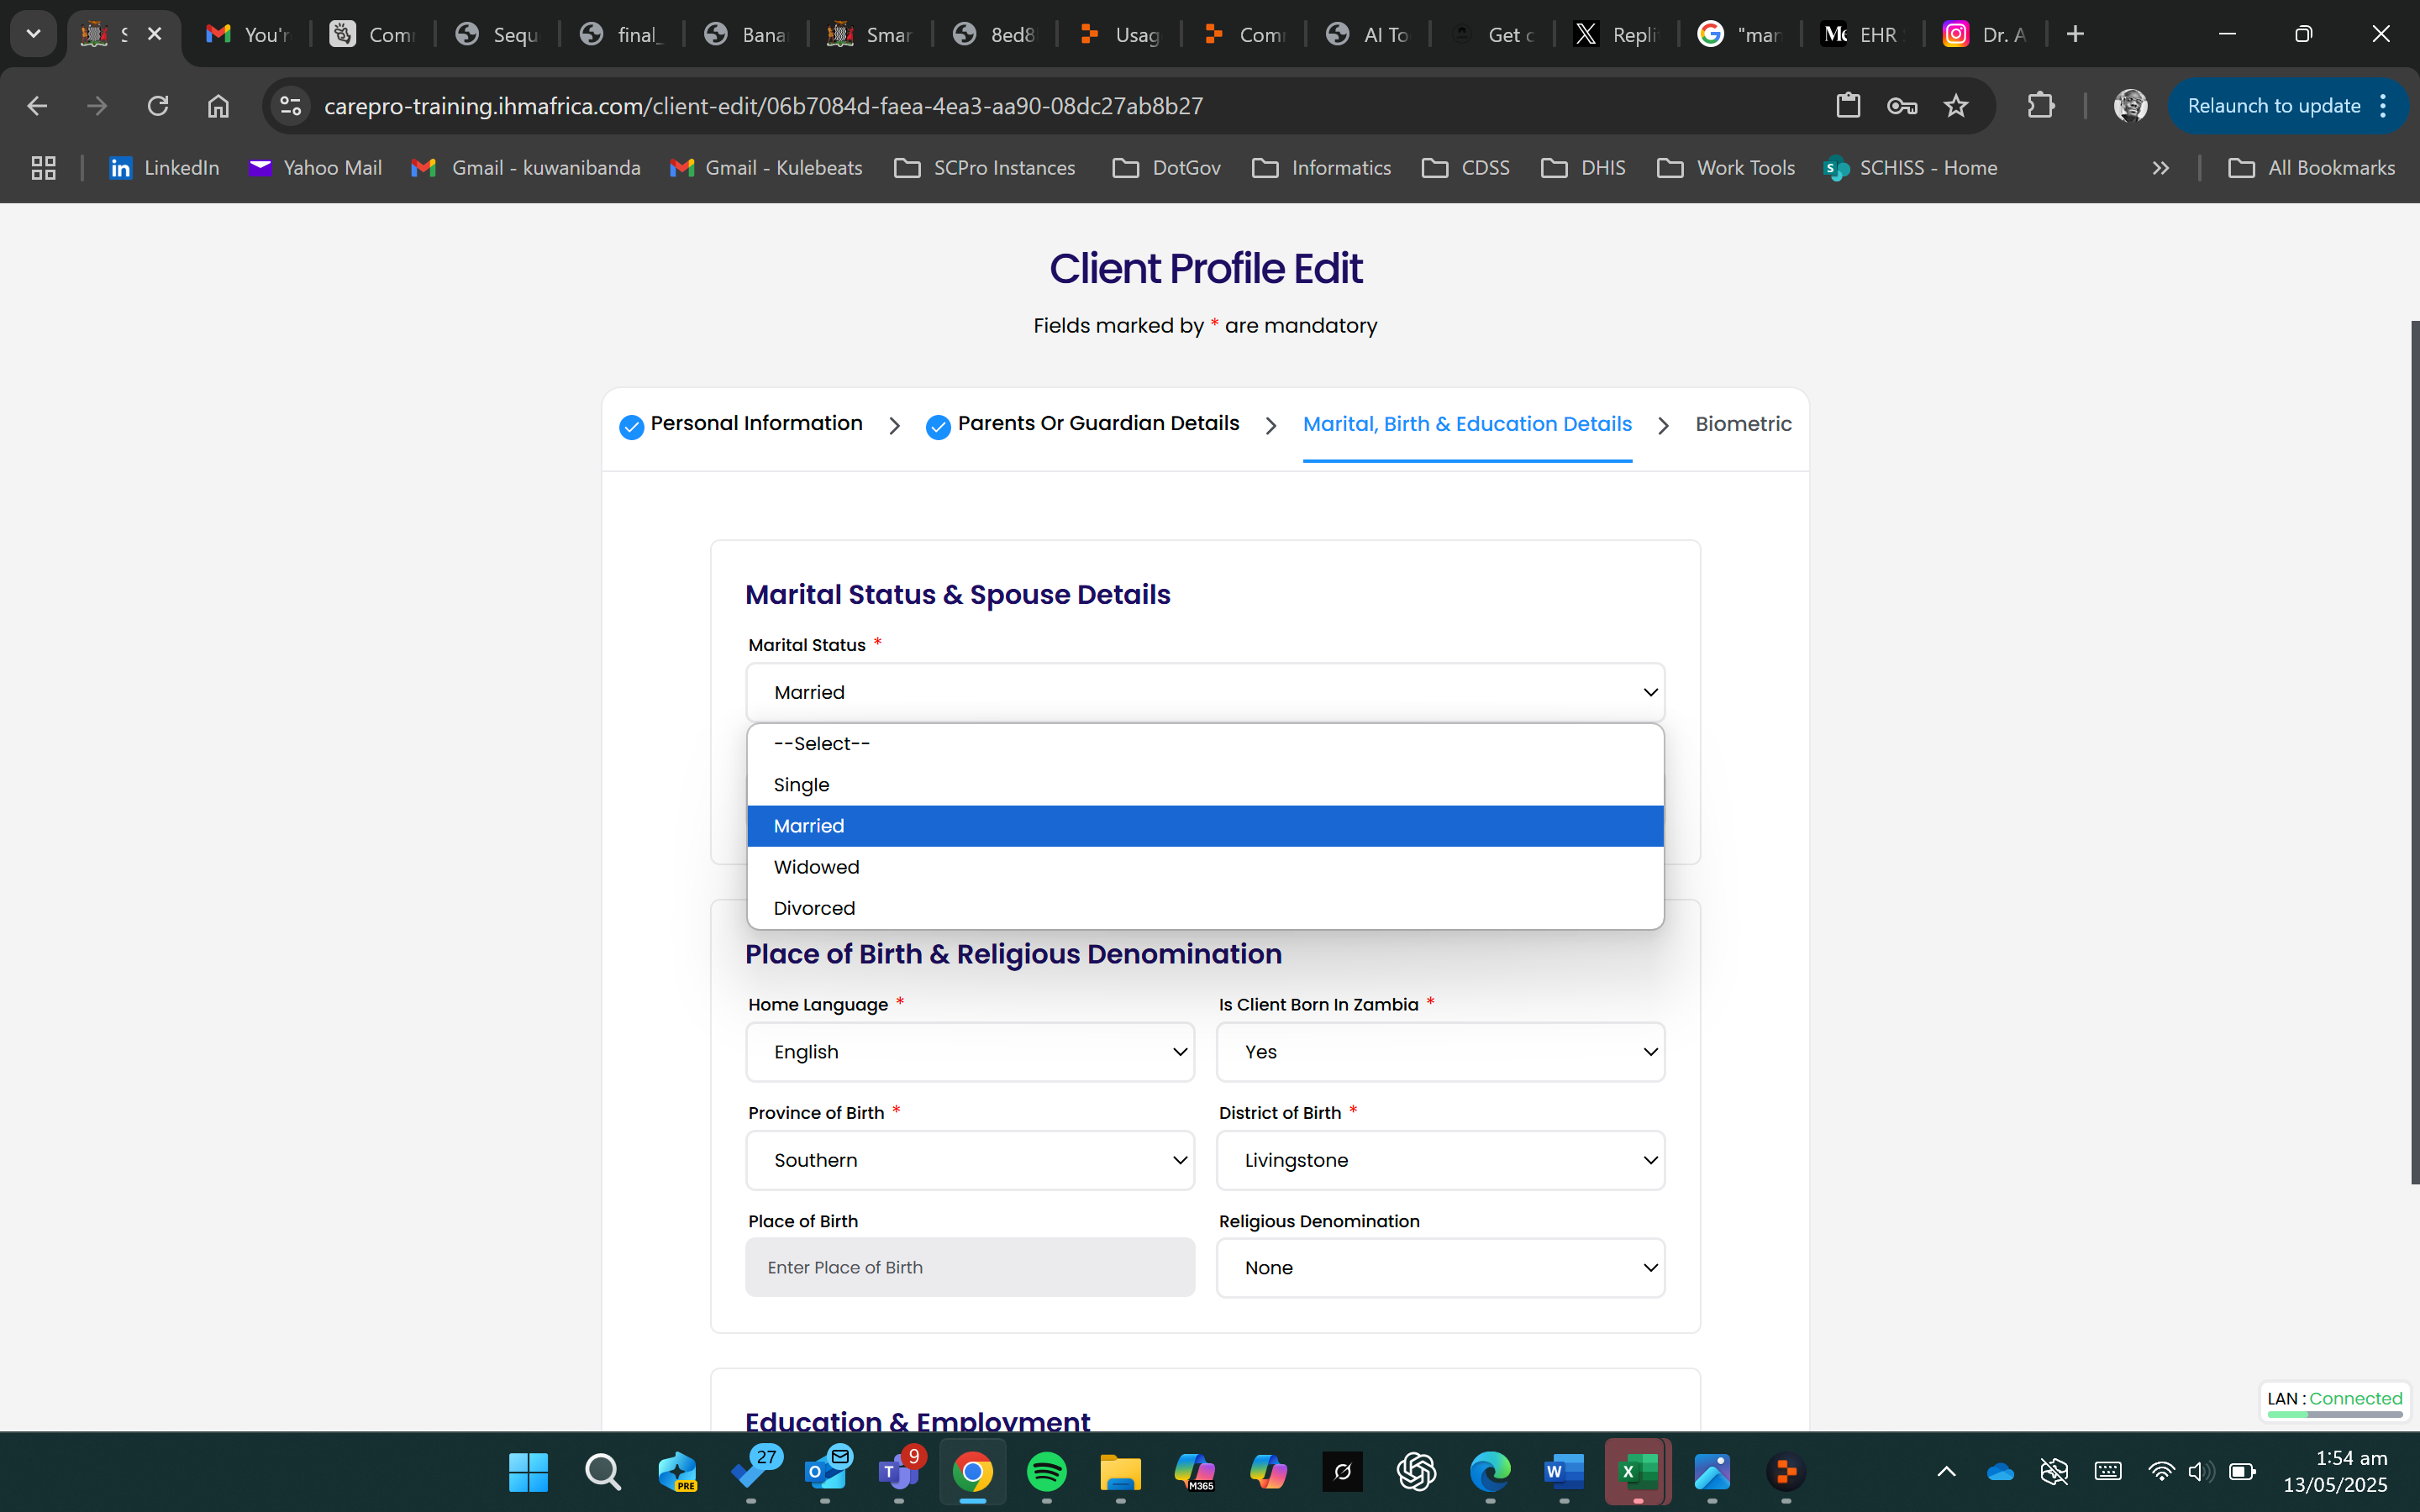 S
You'r
Com
Sequ
final_
Bana
Smar
8ed8
Usag
Com
AI To
Get c
Repli
"man
EHR
Dr. A
carepro-training.ihmafrica.com/client-edit/06b7084d-faea-4ea3-aa90-08dc27ab8b27
Relaunch to update
LinkedIn
Yahoo Mail
Gmail - kuwanibanda
Gmail - Kulebeats
SCPro Instances
DotGov
Informatics
CDSS
DHIS
Work Tools
SCHISS - Home
All Bookmarks
Client Profile Edit
Fields marked by * are mandatory
Personal Information
Parents Or Guardian Details
Marital, Birth & Education Details
Biometric
Marital Status & Spouse Details
Marital Status *
Married
--Select--
Single
Married
Widowed
Divorced
Place of Birth & Religious Denomination
Home Language *
Is Client Born In Zambia *
English
Yes
Province of Birth *
District of Birth *
Southern
Livingstone
Place of Birth
Religious Denomination
Enter Place of Birth
None
Education & Employment
LAN : Connected
PRE
27
9
M365
1:54 am
13/05/2025